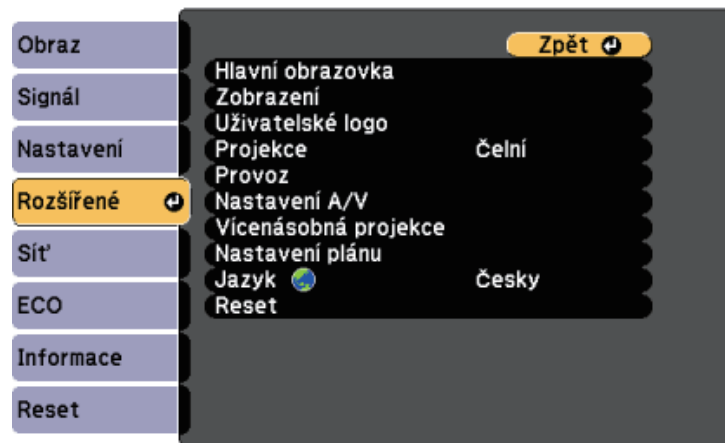 Obraz
Signál
Nastavení
Rozšířené
Síť
ECO
Informace
Reset
Zpět
Hlavní obrazovka
Zobrazení
Uživatelské logo
Projekce Čelní
Provoz
Nastavení A/V
Vícenásobná projekce
Nastavení plánu
Jazyk Česky
Reset